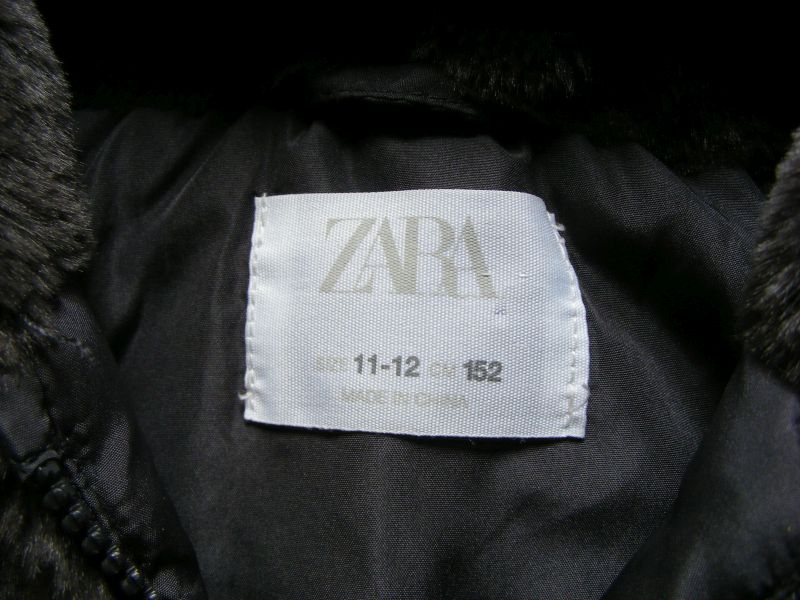 ZARA
SIZE 11-12 CM 152
MADE IN CHINA